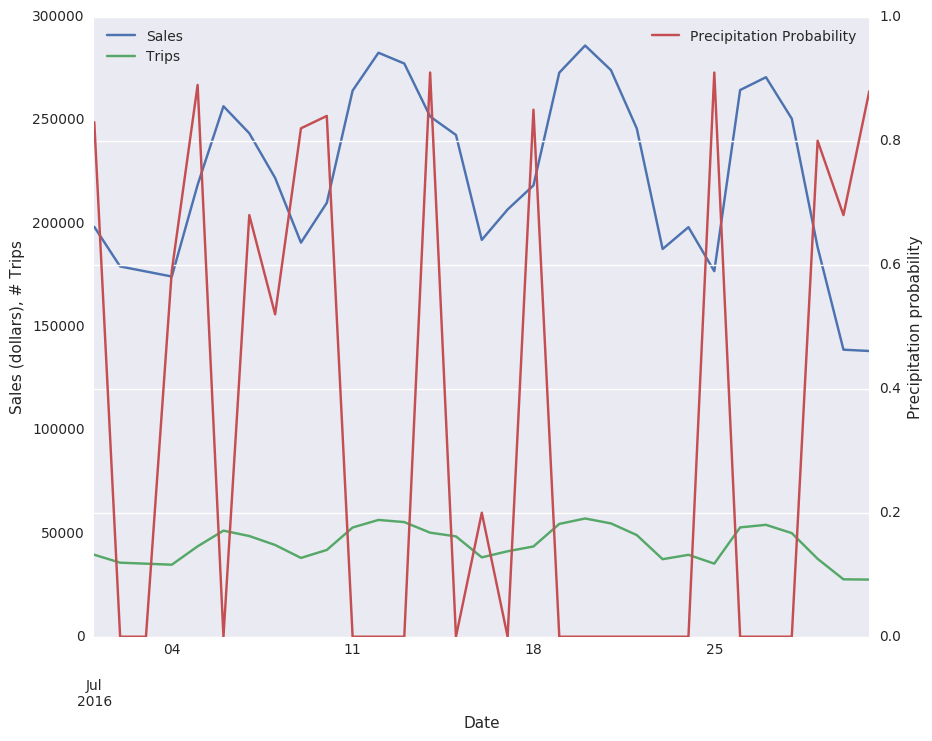 300000
250000
200000
150000
100000
50000
0
Sales (dollars), # Trips
Sales
Trips
Precipitation Probability
1.0
0.8
0.6
0.4
0.2
0.0
Precipitation probability
04
11
18
25
Jul
2016
Date